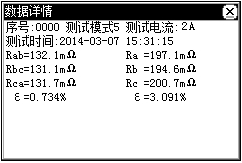 数据详情
序号:0000 测试模式5 测试电流:2A
测试时间:2014-03-07 15:31:15
Rab=132.1mΩ Ra =197.1mΩ
Rbc=131.1mΩ Rb =194.6mΩ
Rca=131.7mΩ Rc =200.7mΩ
ε=0.734% ε=3.091%